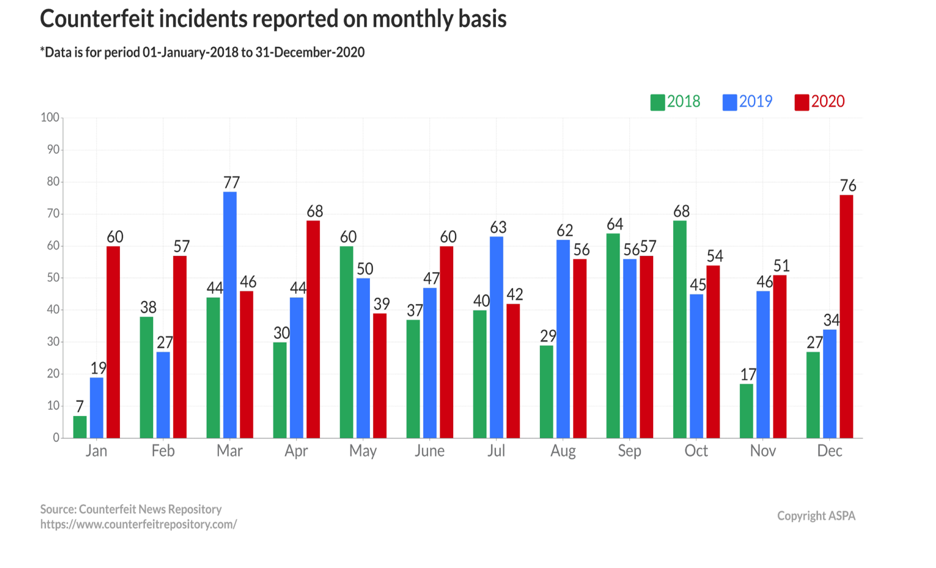 Counterfeit incidents reported on monthly basis
*Data is for period 01-January-2018 to 31-December-2020
2018 2019 2020
100
90
80
70
60
50
40
30
20
10
0
7 19 60
38 27 57
44 77 46
30 44 68
60 50 39
37 47 60
40 63 42
29 62 56
64 56 57
68 45 54
17 46 51
27 34 76
Jan Feb Mar Apr May June Jul Aug Sep Oct Nov Dec
Source: Counterfeit News Repository
https://www.counterfeitrepository.com/
Copyright ASPA